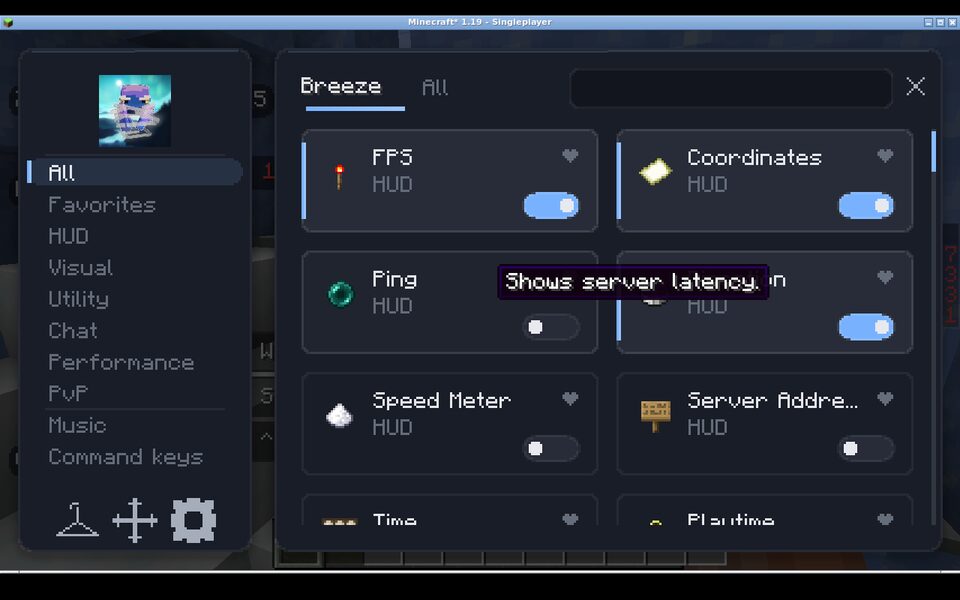 Minecraft* 1.19 - Singleplayer
Breeze
All
All
Favorites
HUD
Visual
Utility
Chat
Performance
PvP
Music
Command keys
FPS
HUD
Coordinates
HUD
Ping
HUD
Shows server latency.
HUD
Speed Meter
HUD
Server Addre...
HUD
Time
Playtime